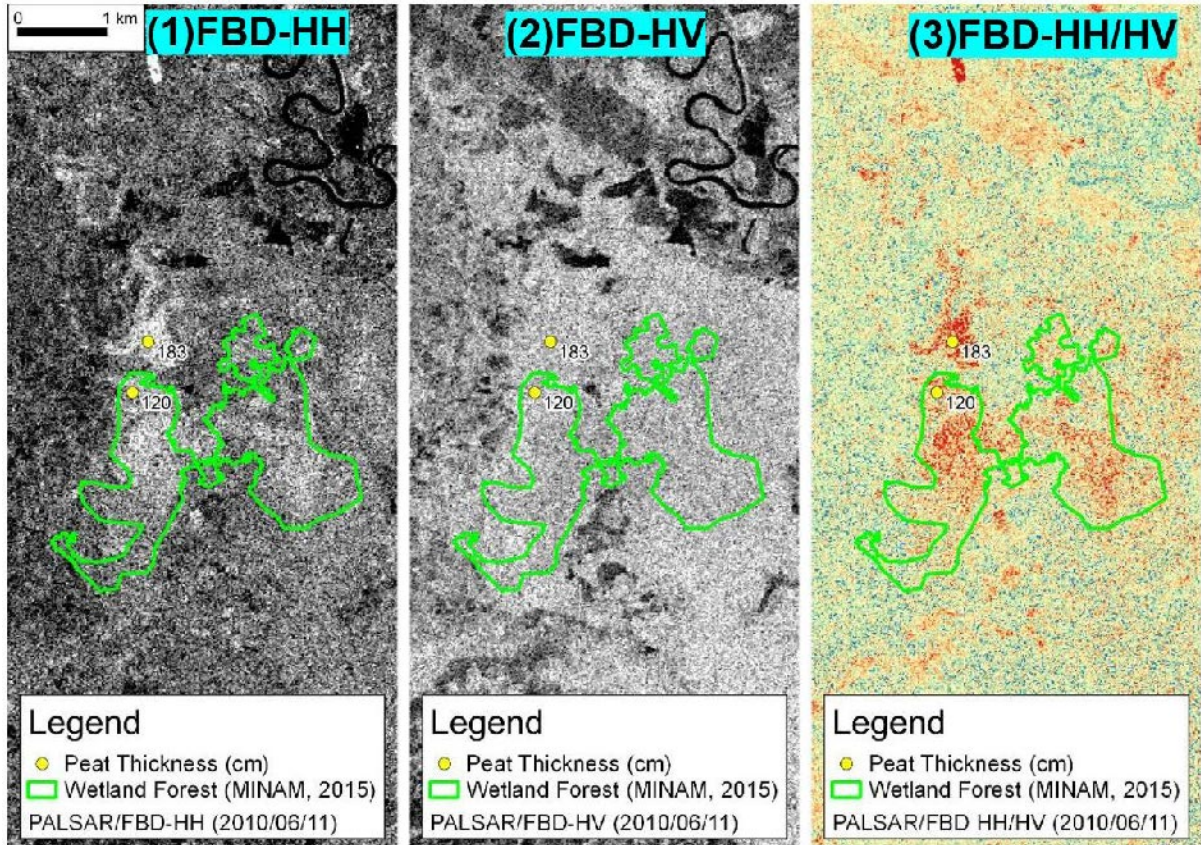 0 1 km
(1)FBD-HH
(2)FBD-HV
(3)FBD-HH/HV
183
120
183
120
183
120
Legend
Peat Thickness (cm)
Wetland Forest (MINAM, 2015)
PALSAR/FBD-HH (2010/06/11)
Legend
Peat Thickness (cm)
Wetland Forest (MINAM, 2015)
PALSAR/FBD-HV (2010/06/11)
Legend
Peat Thickness (cm)
Wetland Forest (MINAM, 2015)
PALSAR/FBD HH/HV (2010/06/11)